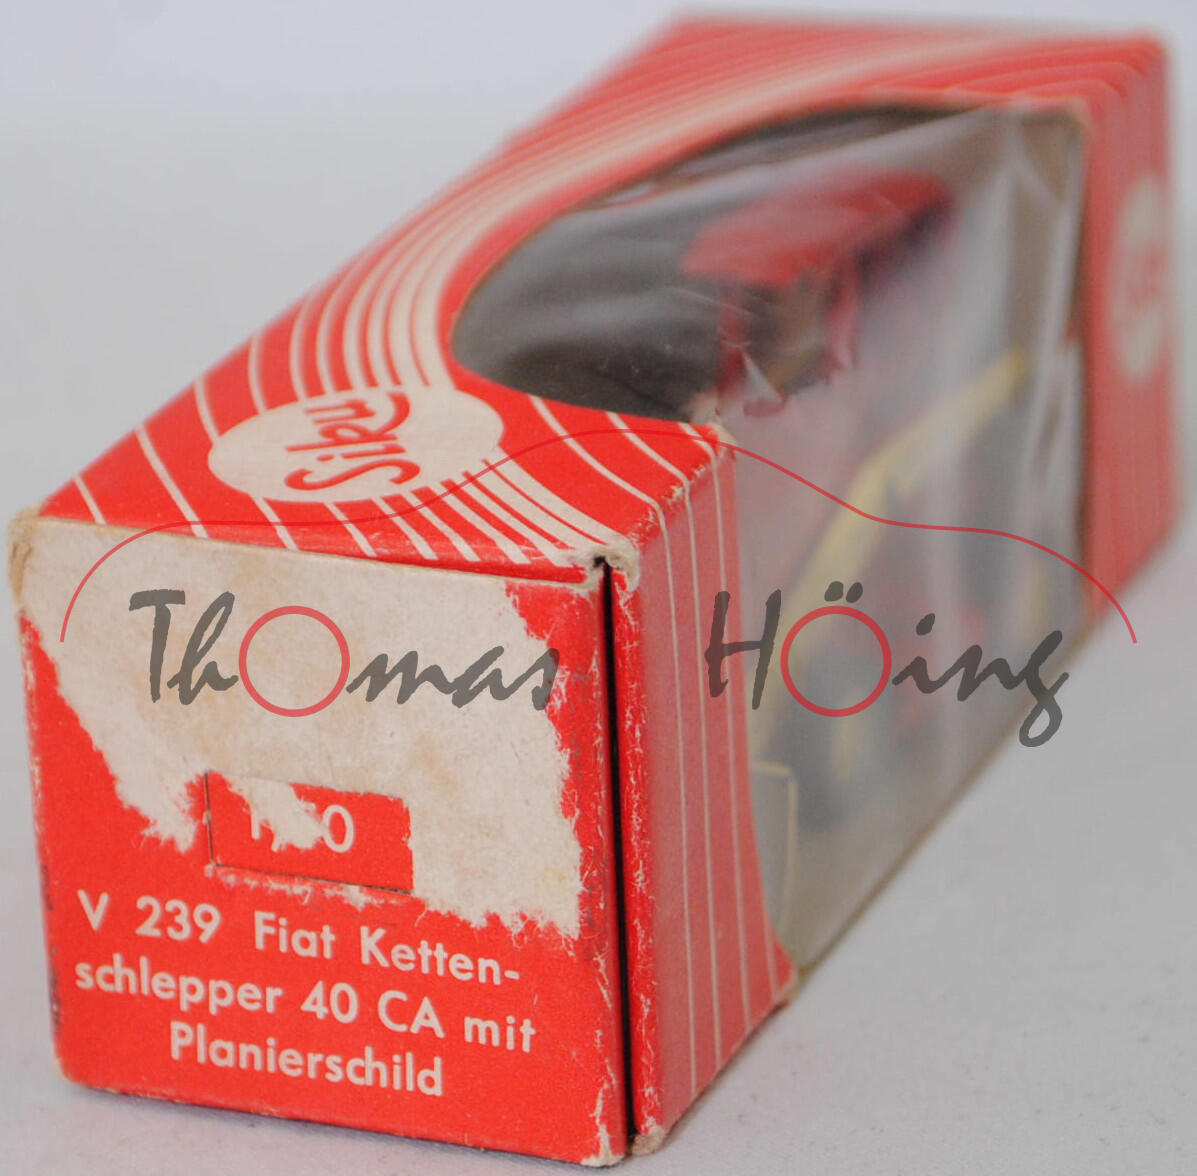 Siku
Thomas Höing
V 239 Fiat Ketten-
schlepper 40 CA mit
Planierschild